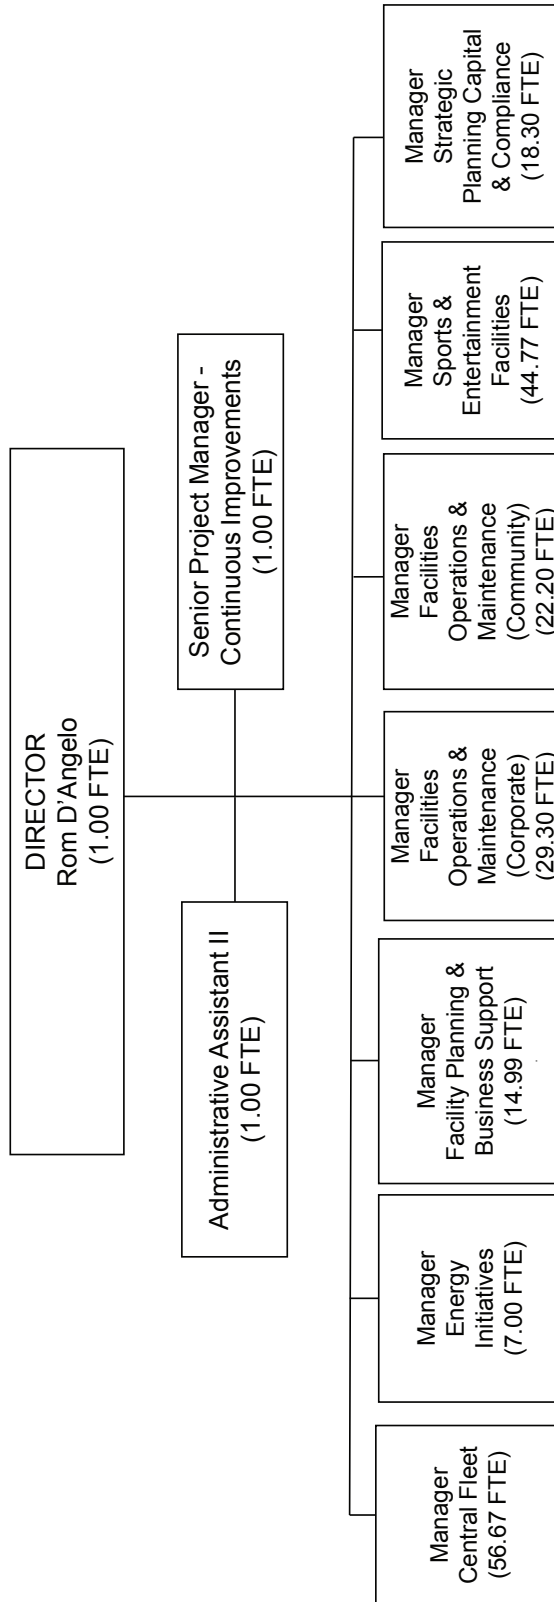 DIRECTOR
Rom D'Angelo
(1.00 FTE)
Administrative Assistant II
(1.00 FTE)
Senior Project Manager -
Continuous Improvements
(1.00 FTE)
Manager
Central Fleet
(56.67 FTE)
Manager
Energy
Initiatives
(7.00 FTE)
Manager
Facility Planning &
Business Support
(14.99 FTE)
Manager
Facilities
Operations &
Maintenance
(Corporate)
(29.30 FTE)
Manager
Facilities
Operations &
Maintenance
(Community)
(22.20 FTE)
Manager
Sports &
Entertainment
Facilities
(44.77 FTE)
Manager
Strategic
Planning Capital
& Compliance
(18.30 FTE)